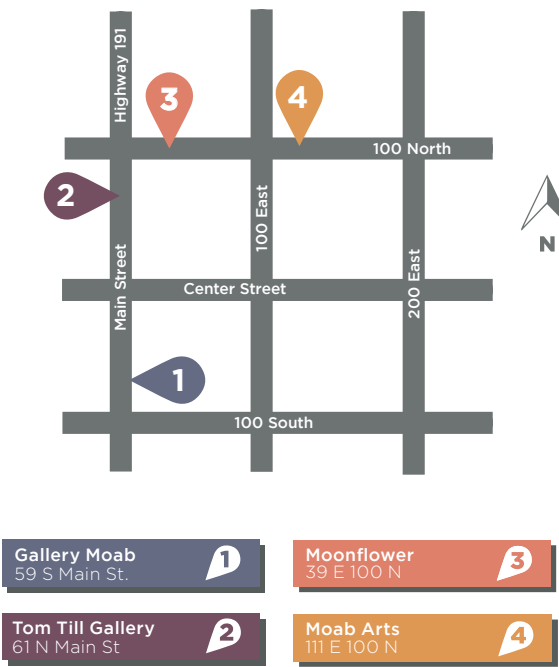 Highway 191
3
4
100 North
2
100 East
N
Main Street
Center Street
200 East
1
100 South
Gallery Moab
59 S Main St.
1
Moonflower
39 E 100 N
3
Tom Till Gallery
61 N Main St
2
Moab Arts
111 E 100 N
4